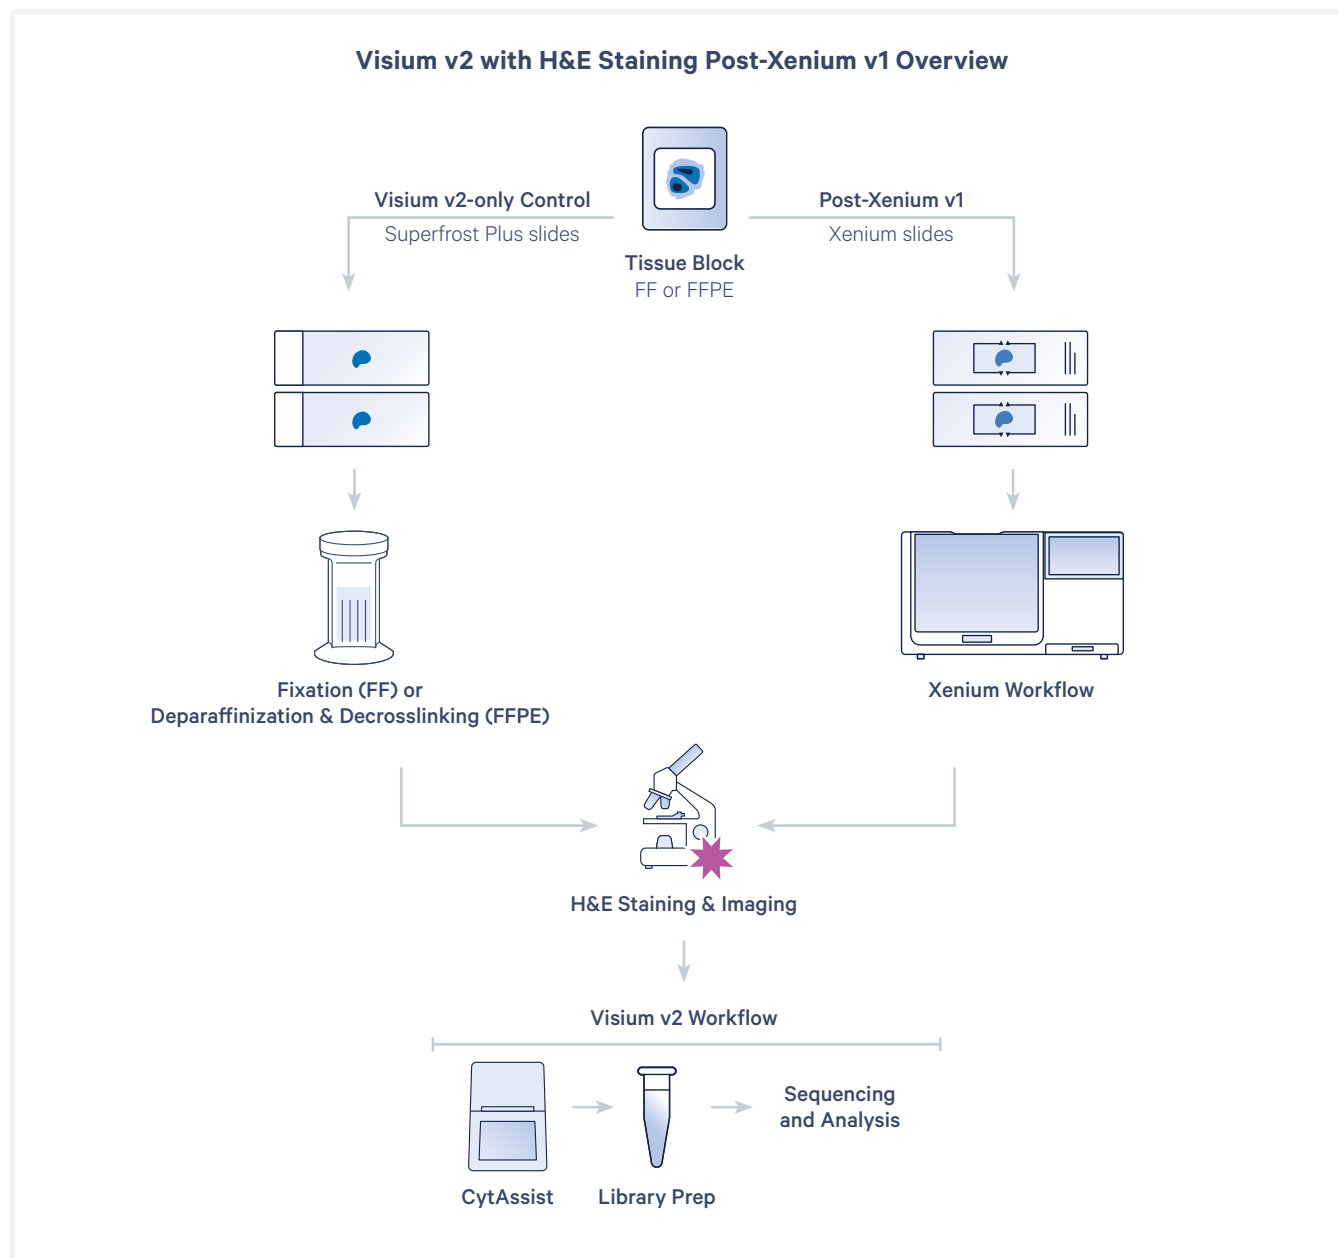 Visium v2 with H&E Staining Post-Xenium v1 Overview
Visium v2-only Control
Superfrost Plus slides
Post-Xenium v1
Xenium slides
Tissue Block
FF or FFPE
Fixation (FF) or
Deparaffinization & Decrosslinking (FFPE)
Xenium Workflow
H&E Staining & Imaging
Visium v2 Workflow
CytAssist
Library Prep
Sequencing
and Analysis